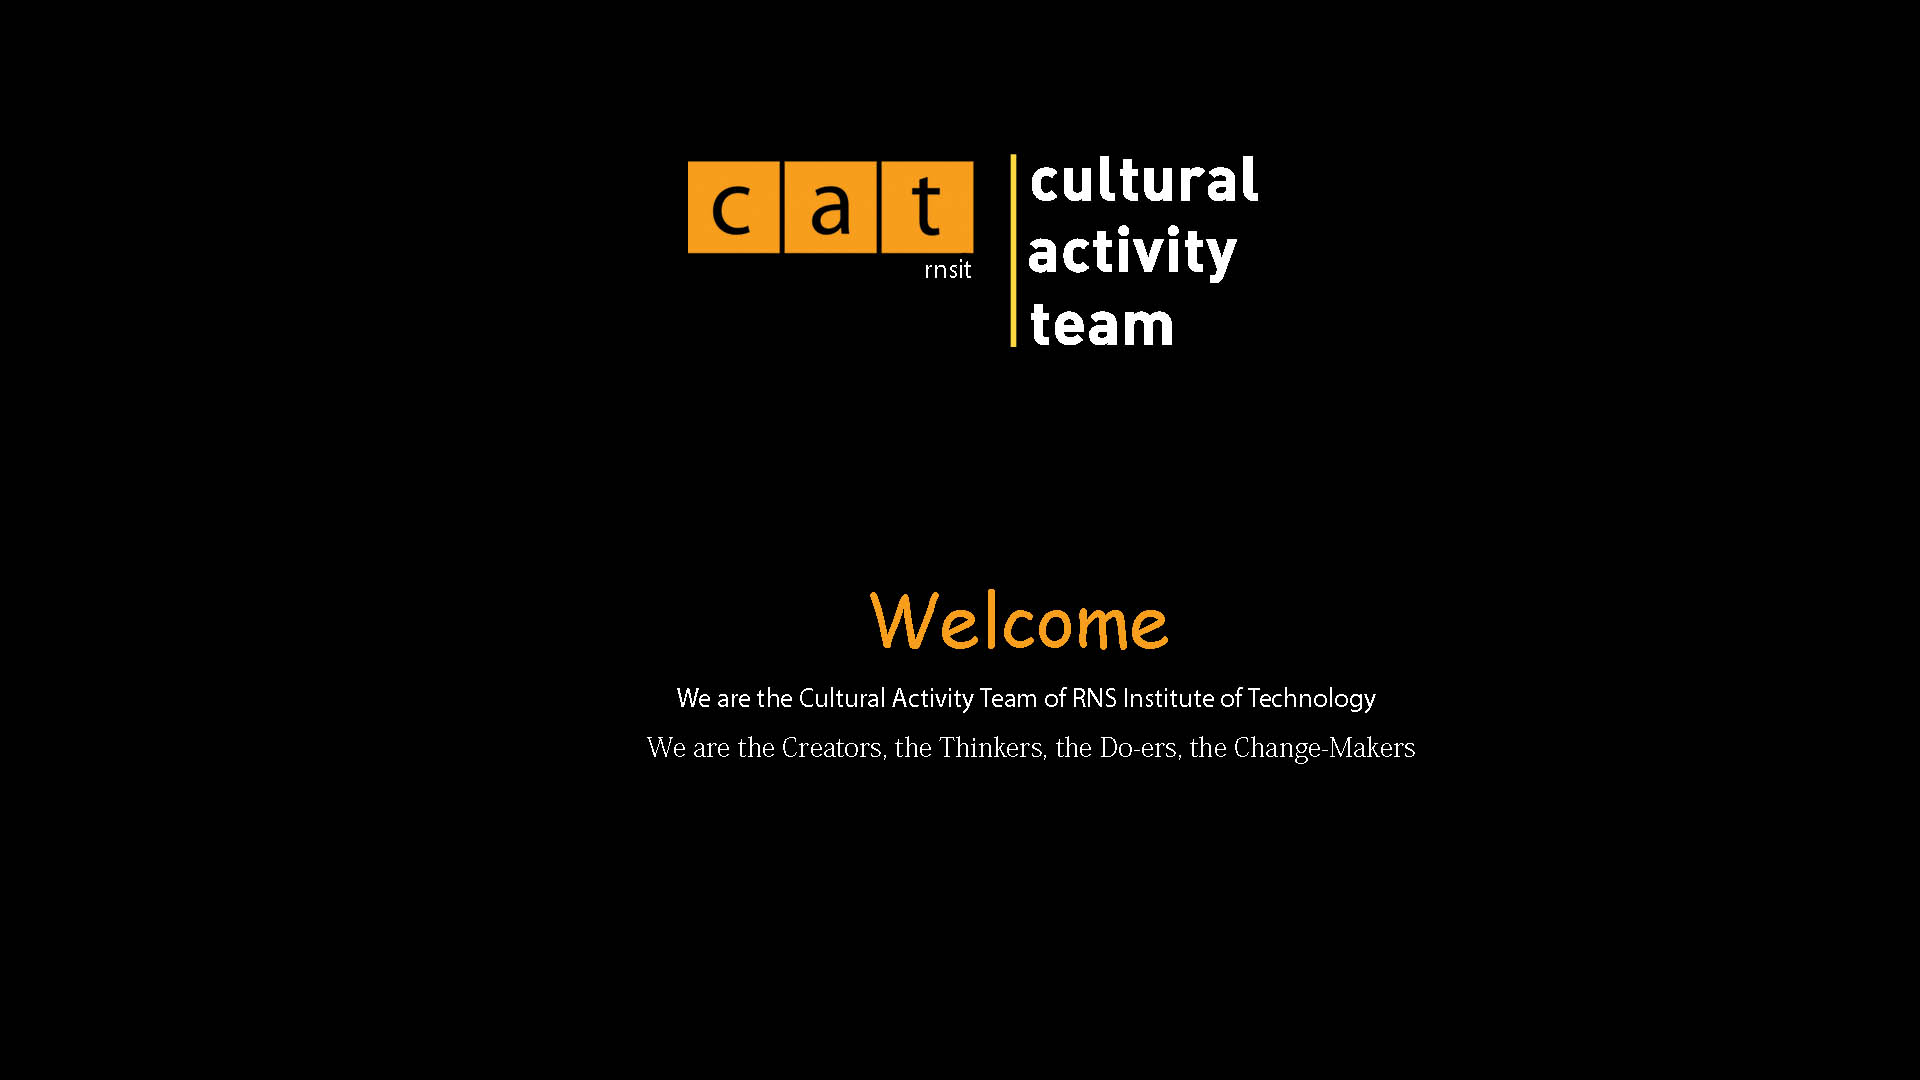 cat
rnsit
cultural
activity
team
Welcome
We are the Cultural Activity Team of RNS Institute of Technology
We are the Creators, the Thinkers, the Do-ers, the Change-Makers